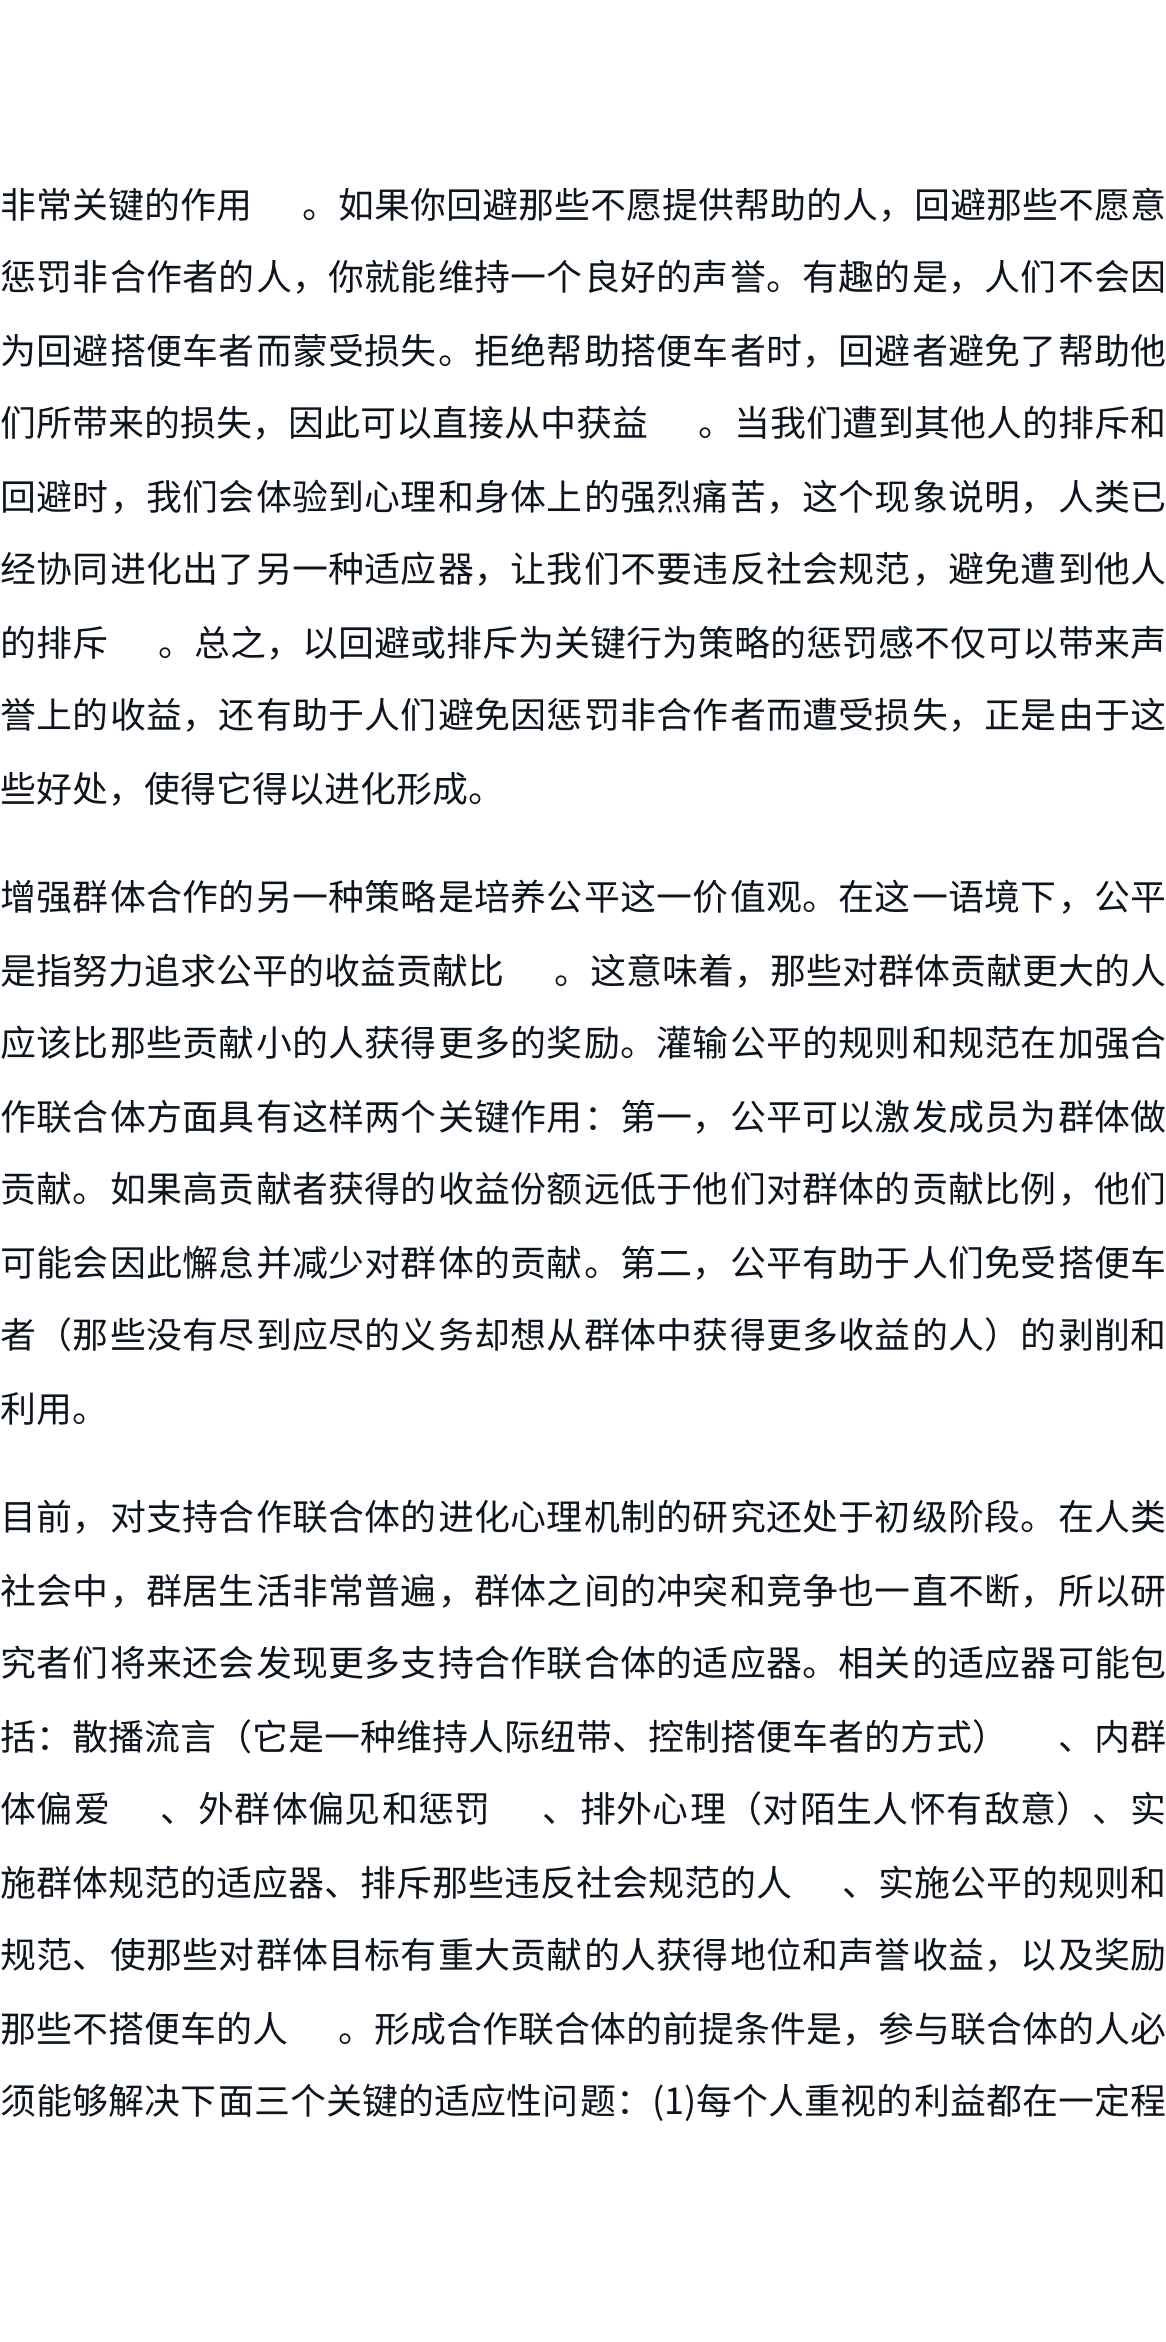 非常关键的作用 。如果你回避那些不愿提供帮助的人，回避那些不愿意
惩罚非合作者的人，你就能维持一个良好的声誉。有趣的是，人们不会因
为回避搭便车者而蒙受损失。拒绝帮助搭便车者时，回避者避免了帮助他
们所带来的损失，因此可以直接从中获益 。当我们遭到其他人的排斥和
回避时，我们会体验到心理和身体上的强烈痛苦，这个现象说明，人类已
经协同进化出了另一种适应器，让我们不要违反社会规范，避免遭到他人
的排斥 。总之，以回避或排斥为关键行为策略的惩罚感不仅可以带来声
誉上的收益，还有助于人们避免因惩罚非合作者而遭受损失，正是由于这
些好处，使得它得以进化形成。
增强群体合作的另一种策略是培养公平这一价值观。在这一语境下，公平
是指努力追求公平的收益贡献比 。这意味着，那些对群体贡献更大的人
应该比那些贡献小的人获得更多的奖励。灌输公平的规则和规范在加强合
作联合体方面具有这样两个关键作用：第一，公平可以激发成员为群体做
贡献。如果高贡献者获得的收益份额远低于他们对群体的贡献比例，他们
可能会因此懈怠并减少对群体的贡献。第二，公平有助于人们免受搭便车
者（那些没有尽到应尽的义务却想从群体中获得更多收益的人）的剥削和
利用。
目前，对支持合作联合体的进化心理机制的研究还处于初级阶段。在人类
社会中，群居生活非常普遍，群体之间的冲突和竞争也一直不断，所以研
究者们将来还会发现更多支持合作联合体的适应器。相关的适应器可能包
括：散播流言（它是一种维持人际纽带、控制搭便车者的方式） 、内群
体偏爱 、外群体偏见和惩罚 、排外心理（对陌生人怀有敌意）、实
施群体规范的适应器、排斥那些违反社会规范的人 、实施公平的规则和
规范、使那些对群体目标有重大贡献的人获得地位和声誉收益，以及奖励
那些不搭便车的人 。形成合作联合体的前提条件是，参与联合体的人必
须能够解决下面三个关键的适应性问题：(1)每个人重视的利益都在一定程